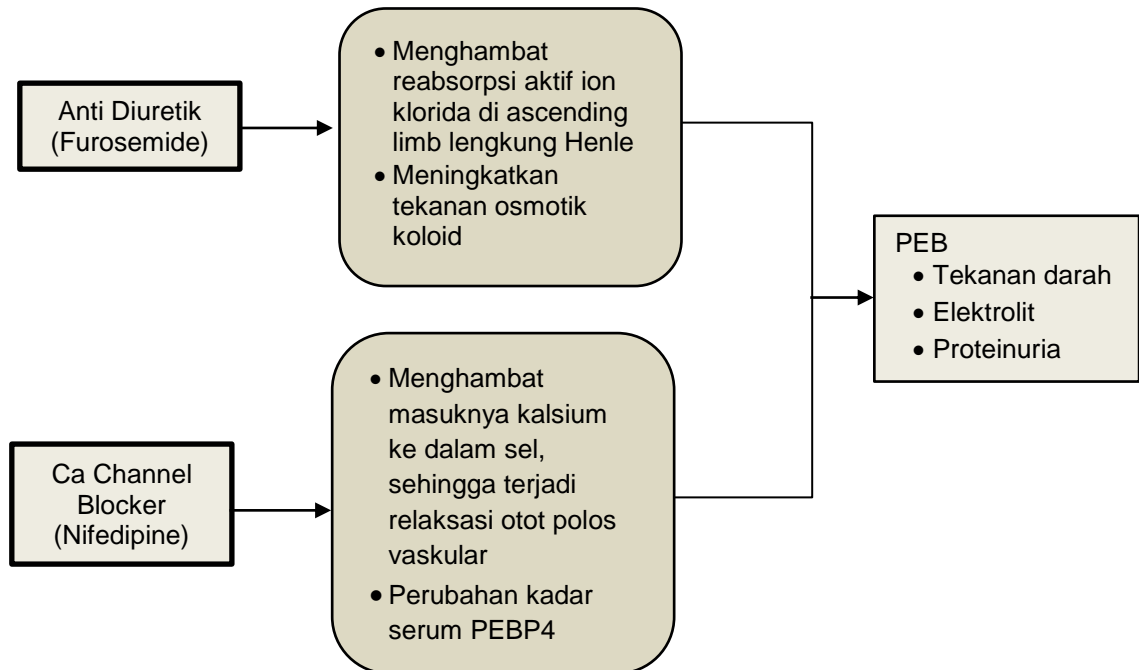 Anti Diuretik
(Furosemide)
• Menghambat
reabsorpsi aktif ion
klorida di ascending
limb lengkung Henle
• Meningkatkan
tekanan osmotik
koloid
PEB
• Tekanan darah
• Elektrolit
• Proteinuria
Ca Channel
Blocker
(Nifedipine)
• Menghambat
masuknya kalsium
ke dalam sel,
sehingga terjadi
relaksasi otot polos
vaskular
• Perubahan kadar
serum PEBP4